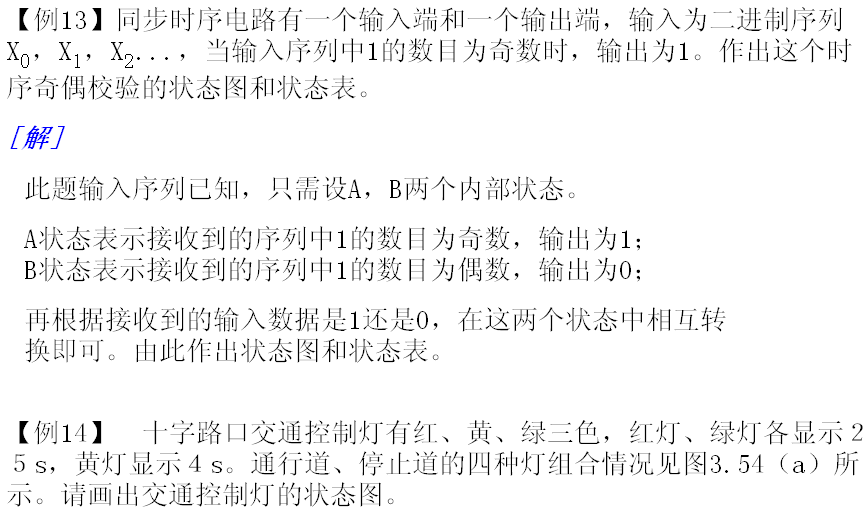 【例13】同步时序电路有一个输入端和一个输出端，输入为二进制序列
X0，X1，X2...，当输入序列中1的数目为奇数时，输出为1。作出这个时
序奇偶校验的状态图和状态表。
[解]
此题输入序列已知，只需设A，B两个内部状态。
A状态表示接收到的序列中1的数目为奇数，输出为1；
B状态表示接收到的序列中1的数目为偶数，输出为0；
再根据接收到的输入数据是1还是0，在这两个状态中相互转
换即可。由此作出状态图和状态表。
【例14】 十字路口交通控制灯有红、黄、绿三色，红灯、绿灯各显示２
５s，黄灯显示４s。通行道、停止道的四种灯组合情况见图3.54（a）所
示。请画出交通控制灯的状态图。